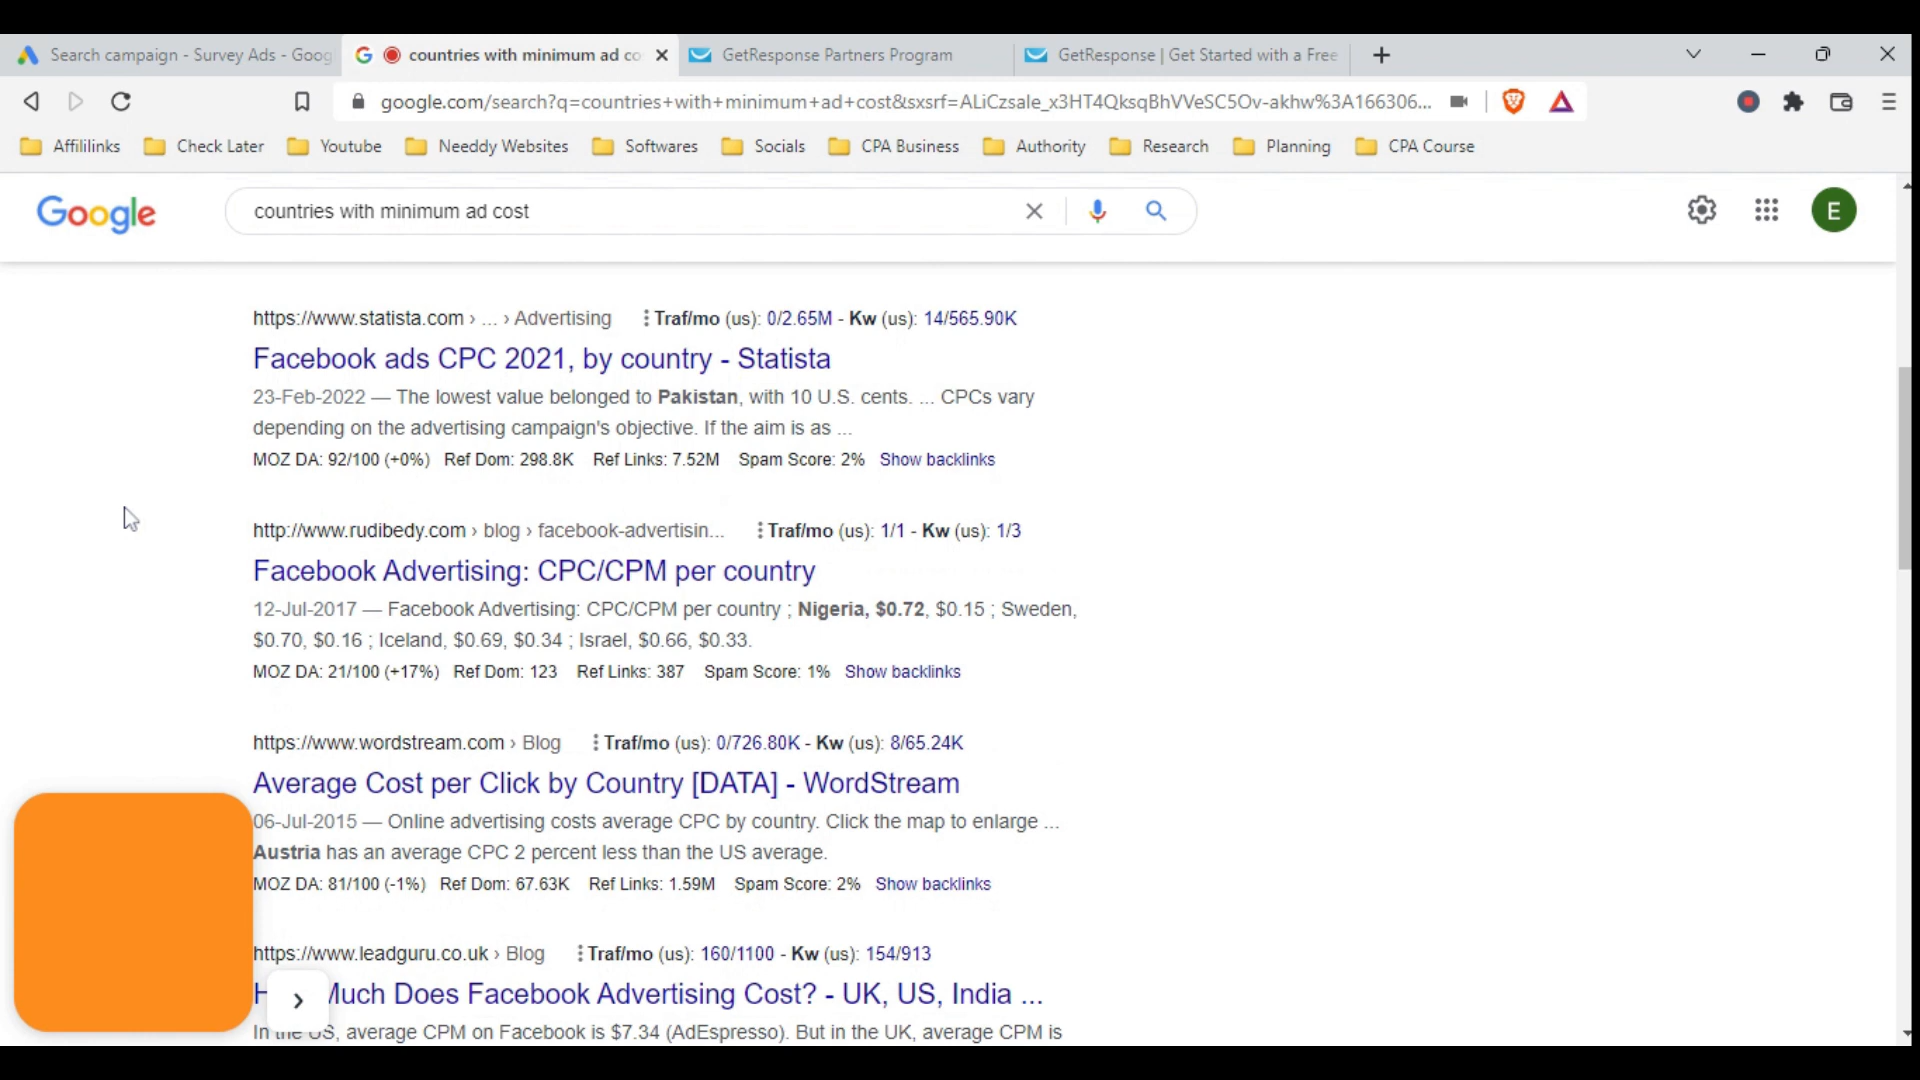 Search campaign - Survey Ads - Goog
countries with minimum ad co
GetResponse Partners Program
GetResponse | Get Started with a Free
google.com/search?q=countries+with+minimum+ad+cost&sxsrf=ALiCzsale_x3HT4QksqBhVVeSC5Ov-akhw%3A166306...
Affililinks
Check Later
Youtube
Needdy Websites
Softwares
Socials
CPA Business
Authority
Research
Planning
CPA Course
Google
countries with minimum ad cost
E
https://www.statista.com › ... › Advertising
Traf/mo (us): 0/2.65M - Kw (us): 14/565.90K
Facebook ads CPC 2021, by country - Statista
23-Feb-2022 — The lowest value belonged to Pakistan, with 10 U.S. cents. ... CPCs vary
depending on the advertising campaign's objective. If the aim is as ...
MOZ DA: 92/100 (+0%) Ref Dom: 298.8K Ref Links: 7.52M Spam Score: 2% Show backlinks
http://www.rudibedy.com › blog › facebook-advertisin...
Traf/mo (us): 1/1 - Kw (us): 1/3
Facebook Advertising: CPC/CPM per country
12-Jul-2017 — Facebook Advertising: CPC/CPM per country ; Nigeria, $0.72, $0.15 ; Sweden,
$0.70, $0.16 ; Iceland, $0.69, $0.34 ; Israel, $0.66, $0.33.
MOZ DA: 21/100 (+17%) Ref Dom: 123 Ref Links: 387 Spam Score: 1% Show backlinks
https://www.wordstream.com › Blog
Traf/mo (us): 0/726.80K - Kw (us): 8/65.24K
Average Cost per Click by Country [DATA] - WordStream
06-Jul-2015 — Online advertising costs average CPC by country. Click the map to enlarge ...
Austria has an average CPC 2 percent less than the US average.
MOZ DA: 81/100 (-1%) Ref Dom: 67.63K Ref Links: 1.59M Spam Score: 2% Show backlinks
https://www.leadguru.co.uk › Blog
Traf/mo (us): 160/1100 - Kw (us): 154/913
Much Does Facebook Advertising Cost? - UK, US, India ...
In the US, average CPM on Facebook is $7.34 (AdEspresso). But in the UK, average CPM is